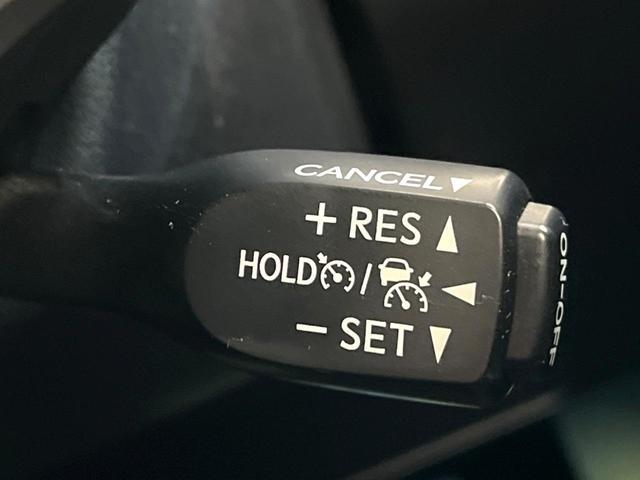 CANCEL▼
+ RES ▲
HOLD / ◀
− SET ▼
ON-OFF